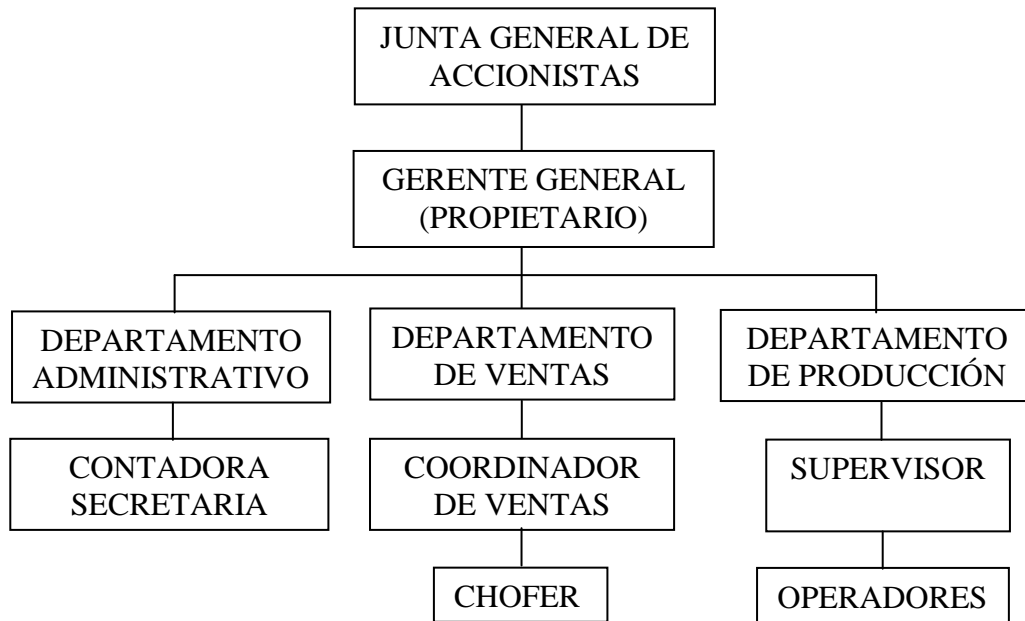 JUNTA GENERAL DE
ACCIONISTAS
GERENTE GENERAL
(PROPIETARIO)
DEPARTAMENTO
ADMINISTRATIVO
DEPARTAMENTO
DE VENTAS
DEPARTAMENTO
DE PRODUCCIÓN
CONTADORA
SECRETARIA
COORDINADOR
DE VENTAS
SUPERVISOR
CHOFER
OPERADORES